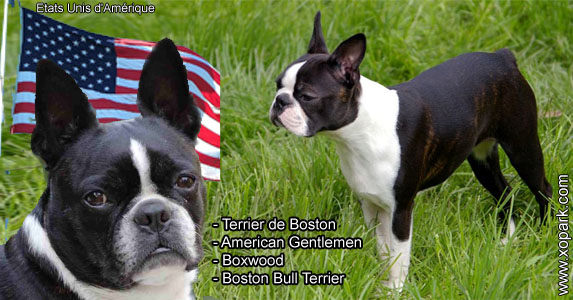 Etats Unis d'Amérique
- Terrier de Boston
- American Gentlemen
- Boxwood
- Boston Bull Terrier
www.xopark.com